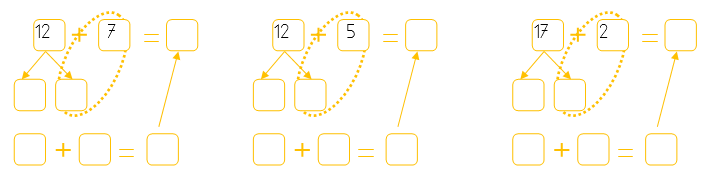 12 + 7 = 12 + 5 = 17 + 2 =
+ = + = + =